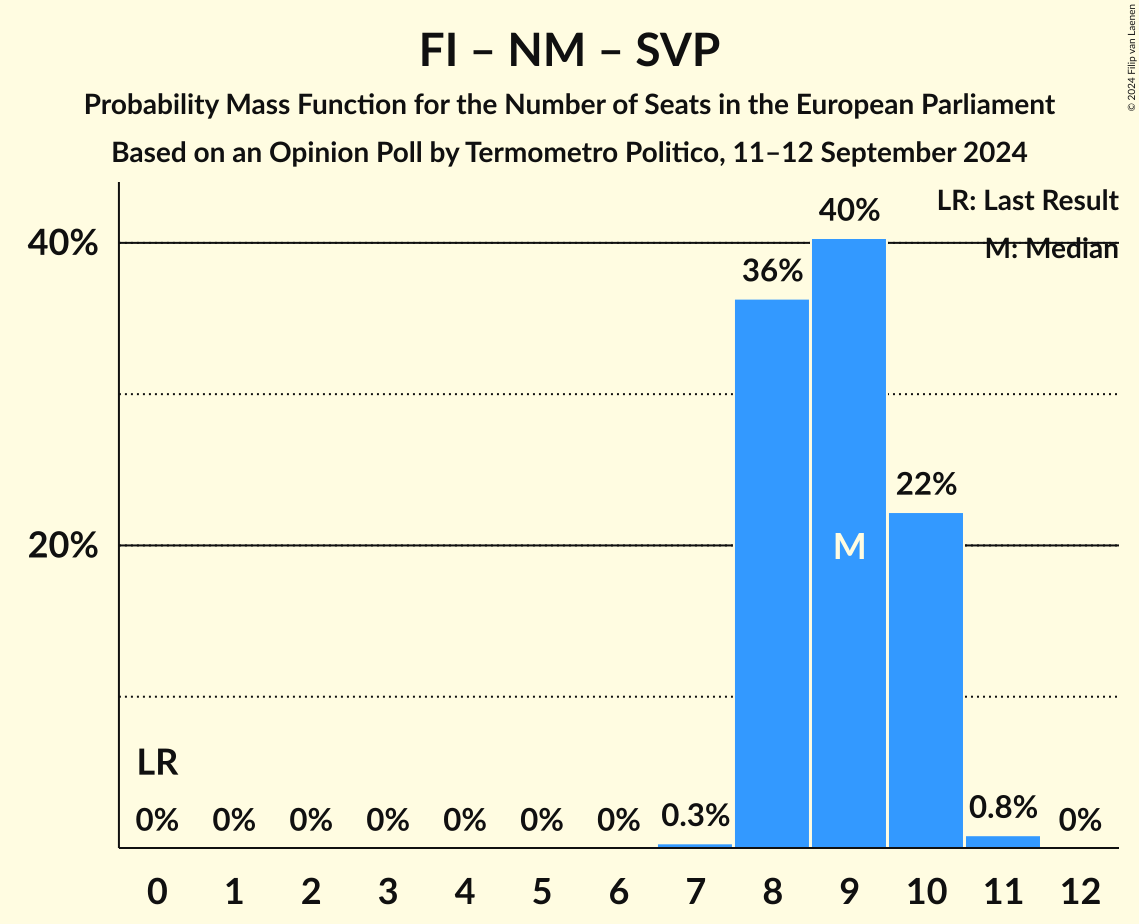 FI – NM – SVP
Probability Mass Function for the Number of Seats in the European Parliament
Based on an Opinion Poll by Termometro Politico, 11–12 September 2024
© 2024 Filip van Laenen
LR: Last Result
M: Median
40%
20%
40%
36%
22%
M
LR
0% 0% 0% 0% 0% 0% 0% 0.3% 0.8% 0%
0 1 2 3 4 5 6 7 8 9 10 11 12